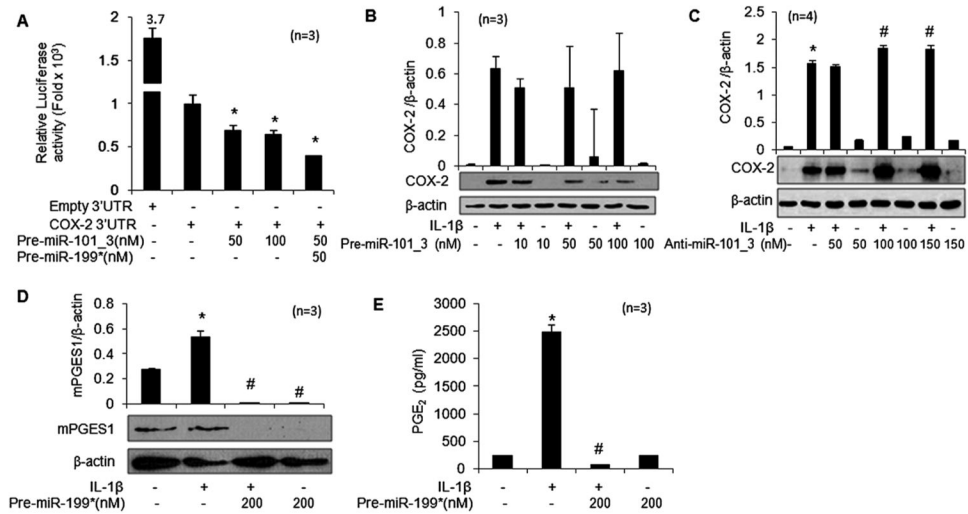 A
3.7
(n=3)
2
1.5
1
0.5
0
Relative Luciferase
activity (Fold x 10³)
Empty 3'UTR + - - - -
COX-2 3'UTR - + + + +
Pre-miR-101_3(nM) - - 50 100 50
Pre-miR-199*(nM) - - - - 50
* * *
B
(n=3)
1
0.8
0.6
0.4
0.2
0
COX-2/β-actin
COX-2
β-actin
IL-1β - + + - + - + -
Pre-miR-101_3 (nM) - - 10 10 50 50 100 100
C
(n=4)
* # #
2
1.6
1.2
0.8
0.4
0
COX-2/β-actin
COX-2
β-actin
IL-1β - + + - + - + -
Anti-miR-101_3 (nM)- - 50 50 100 100 150 150
D
(n=3)
0.8
0.6
0.4
0.2
0
mPGES1/β-actin
* # #
mPGES1
β-actin
IL-1β - + + -
Pre-miR-199*(nM) - - 200 200
E
(n=3)
3000
2500
2000
1500
1000
500
0
PGE₂ (pg/ml)
* #
IL-1β - + + -
Pre-miR-199*(nM) - - 200 200